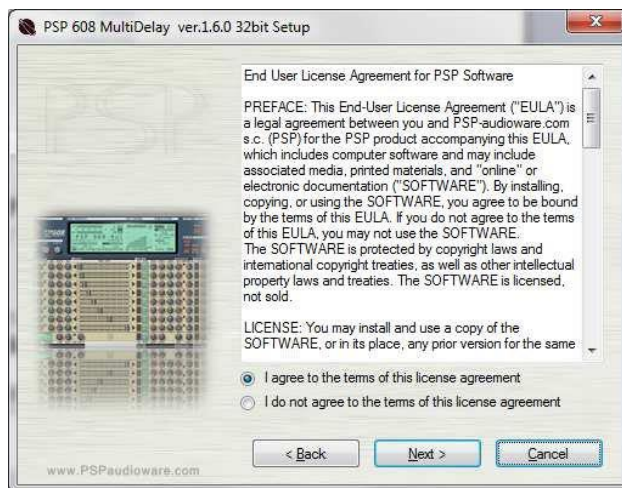 PSP 608 MultiDelay ver.1.6.0 32bit Setup
PSP
End User License Agreement for PSP Software
PREFACE: This End-User License Agreement ("EULA") is
a legal agreement between you and PSP-audioware.com
s.c. (PSP) for the PSP product accompanying this EULA,
which includes computer software and may include
associated media, printed materials, and "online" or
electronic documentation ("SOFTWARE"). By installing,
copying, or using the SOFTWARE, you agree to be bound
by the terms of this EULA. If you do not agree to the terms
of this EULA, you may not use the SOFTWARE.
The SOFTWARE is protected by copyright laws and
international copyright treaties, as well as other intellectual
property laws and treaties. The SOFTWARE is licensed,
not sold.
LICENSE: You may install and use a copy of the
SOFTWARE, or in its place, any prior version for the same
I agree to the terms of this license agreement
I do not agree to the terms of this license agreement
< Back
Next >
Cancel
www.PSPaudioware.com